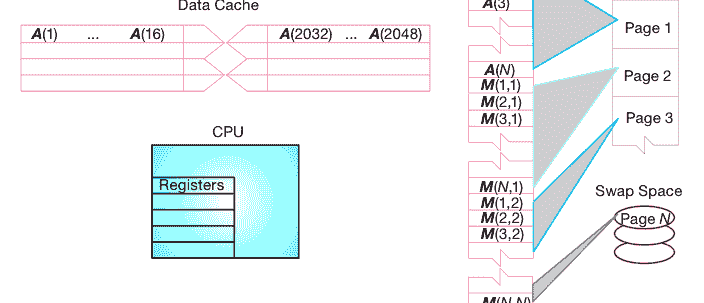 Data Cache
A(1) ... A(16) A(2032) ... A(2048)
CPU
Registers
A(3)
A(N)
M(1,1)
M(2,1)
M(3,1)
M(N,1)
M(1,2)
M(2,2)
M(3,2)
M(N,N)
Page 1
Page 2
Page 3
Swap Space
Page N